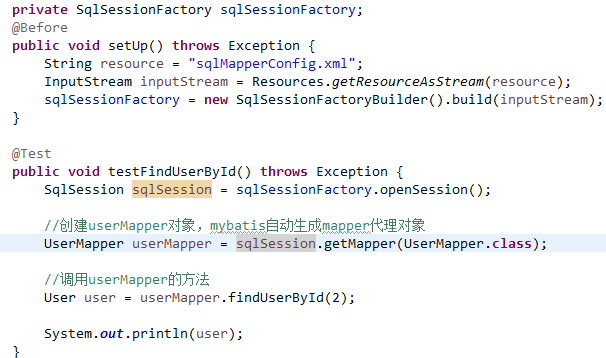 private SqlSessionFactory sqlSessionFactory;
@Before
public void setUp() throws Exception {
String resource = "sqlMapperConfig.xml";
InputStream inputStream = Resources.getResourceAsStream(resource);
sqlSessionFactory = new SqlSessionFactoryBuilder().build(inputStream);
}
@Test
public void testFindUserById() throws Exception {
SqlSession sqlSession = sqlSessionFactory.openSession();
//创建userMapper对象，mybatis自动生成mapper代理对象
UserMapper userMapper = sqlSession.getMapper(UserMapper.class);
//调用userMapper的方法
User user = userMapper.findUserById(2);
System.out.println(user);
}